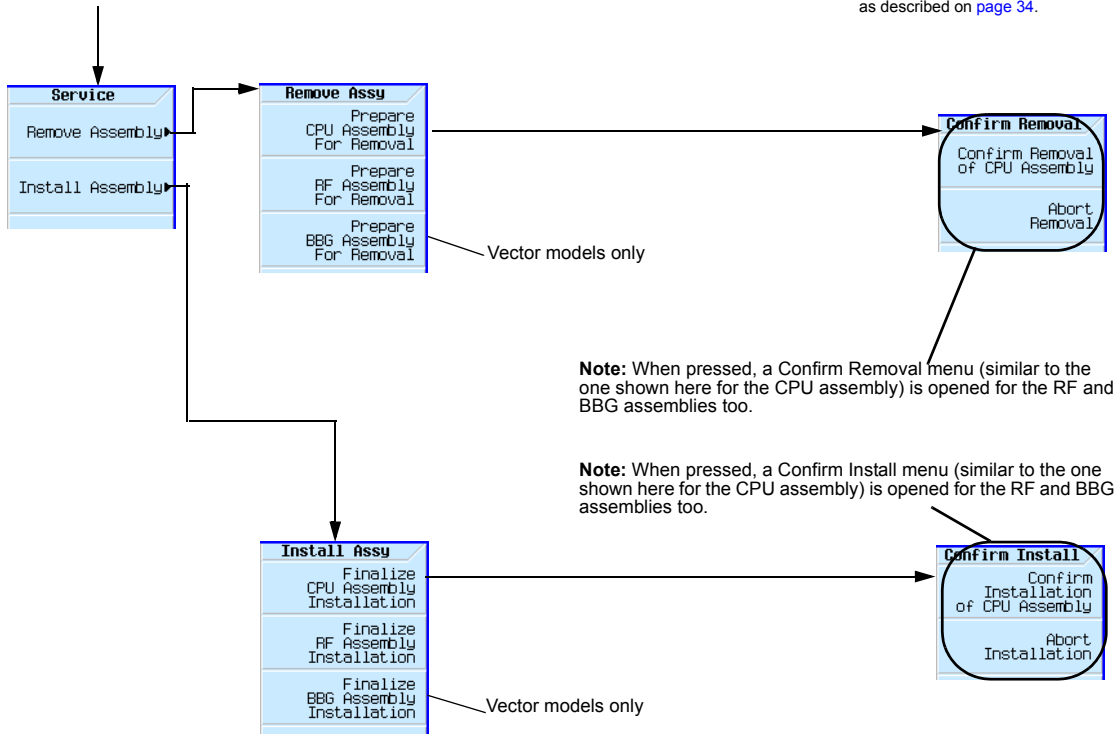 as described on page 34.
Service
Remove Assembly
Install Assembly
Remove Assy
Prepare
CPU Assembly
For Removal
Prepare
RF Assembly
For Removal
Prepare
BBG Assembly
For Removal
Vector models only
Confirm Removal
Confirm Removal
of CPU Assembly
Abort
Removal
Note: When pressed, a Confirm Removal menu (similar to the
one shown here for the CPU assembly) is opened for the RF and
BBG assemblies too.
Note: When pressed, a Confirm Install menu (similar to the one
shown here for the CPU assembly) is opened for the RF and BBG
assemblies too.
Install Assy
Finalize
CPU Assembly
Installation
Finalize
RF Assembly
Installation
Finalize
BBG Assembly
Installation
Vector models only
Confirm Install
Confirm
Installation
of CPU Assembly
Abort
Installation